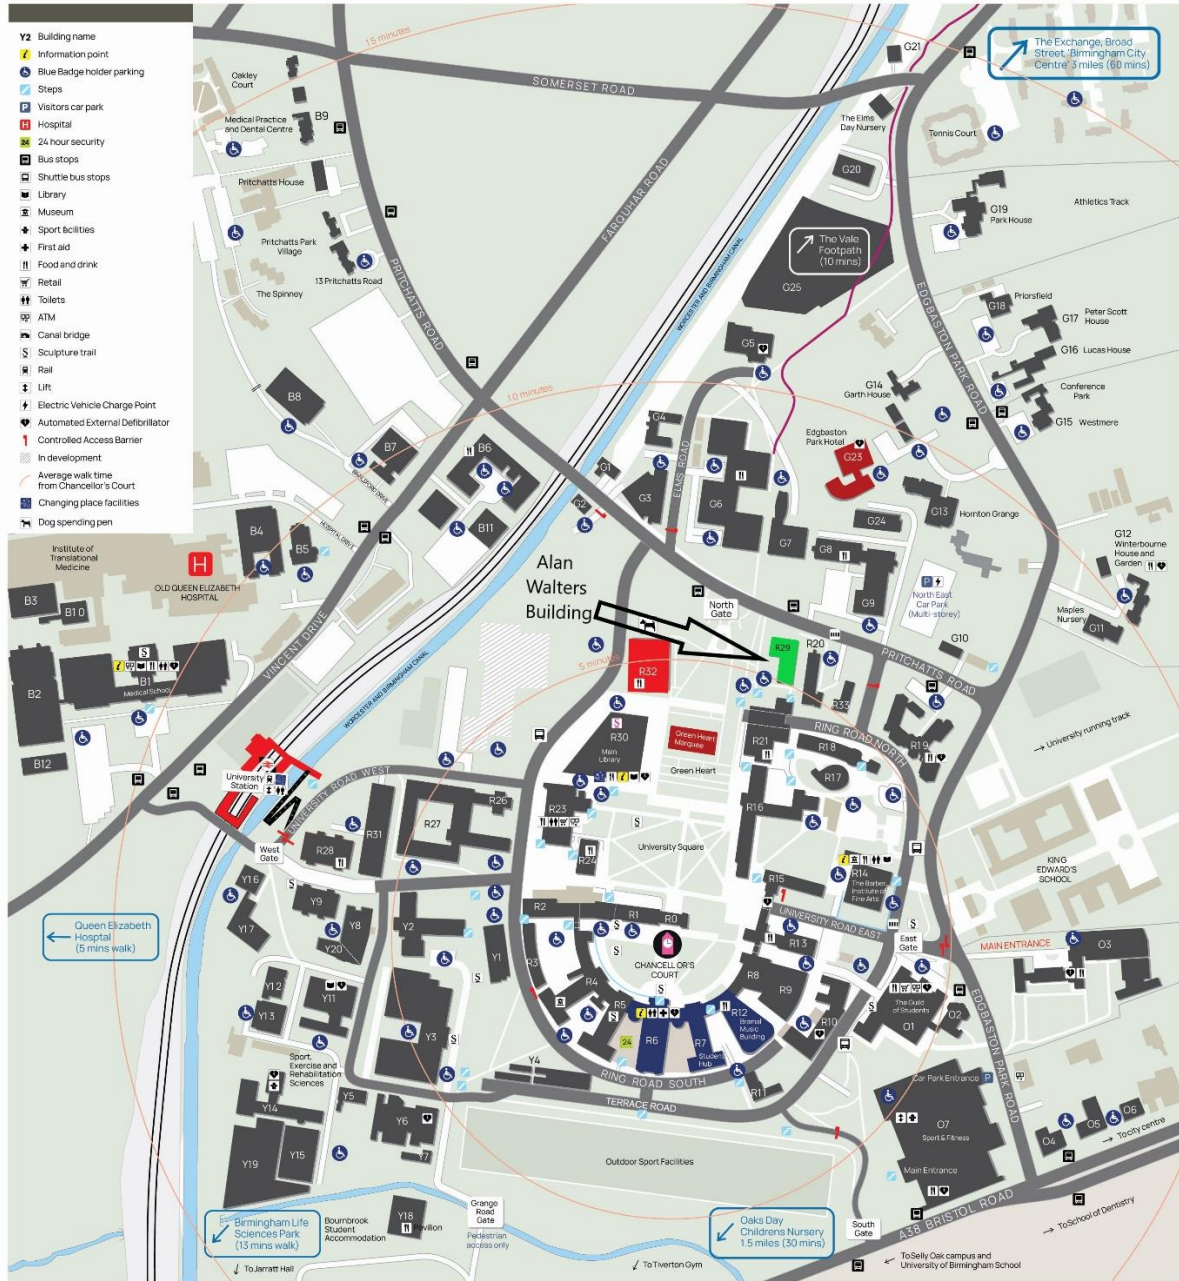 Y2 Building name
Information point
Blue Badge holder parking
Steps
P Visitors car park
H Hospital
24 24 hour security
Bus stops
Shuttle bus stops
Library
Museum
Sport facilities
First aid
Food and drink
Retail
Toilets
ATM
Canal bridge
Sculpture trail
Rail
Lift
Electric Vehicle Charge Point
Automated External Defibrillator
Controlled Access Barrier
In development
Average walk time
from Chancellor's Court
Changing place facilities
Dog spending pen
15 minutes
SOMERSET ROAD
G21
The Exchange, Broad
Street, 'Birmingham City
Centre' 3 miles (60 mins)
Oakley
Court
B9
Medical Practice
and Dental Centre
The Elms
Day Nursery
Tennis Court
G20
Pritchatts House
FARQUHAR ROAD
G19
Park House
Athletics Track
Pritchatts Park
Village
13 Pritchatts Road
The Spinney
PRITCHATTS ROAD
WORCESTER AND BIRMINGHAM CANAL
The Vale
Footpath
(10 mins)
G25
EDGBASTON PARK ROAD
G18
Priorsfield
G17
Peter Scott
House
G16 Lucas House
G5
G14
Garth House
Conference
Park
G15 Westmere
10 minutes
B8
B7
B6
B11
G4
G1
G2
G3
ELMS ROAD
G6
G7
Edgbaston
Park Hotel
G23
G24
G13
Hornton Grange
G8
G9
G12
Winterbourne
House and
Garden
PRITCHATTS DRIVE
HOSPITAL DRIVE
B4
B5
Institute of
Translational
Medicine
H
OLD QUEEN ELIZABETH
HOSPITAL
B3
B10
VINCENT DRIVE
Alan
Walters
Building
North
Gate
P
North East
Car Park
(Multi-storey)
Maples
Nursery
G11
G10
PRITCHATTS ROAD
R29
R20
R33
R32
5 minutes
B2
B1
Medical School
B12
WORCESTER AND BIRMINGHAM CANAL
R30
Main
Library
Green Heart
Marquee
Green Heart
R21
RING ROAD NORTH
R18
R17
R19
University running track
University
Station
UNIVERSITY ROAD WEST
West
Gate
R28
R31
R27
R26
R23
R24
University Square
R16
R15
R14
The Barber
Institute of
Fine Arts
KING
EDWARD'S
SCHOOL
Y16
Y17
Y9
Y8
Y20
Y2
Y1
R2
R1
R0
CHANCELLOR'S
COURT
UNIVERSITY ROAD EAST
R13
East
Gate
MAIN ENTRANCE
O3
Queen Elizabeth
Hosptal
(5 mins walk)
R3
R4
R5
R8
R9
R10
R12
Bramal
Music
Building
R6
R7
Student
Hub
24
The Guild
of Students
O1
O2
Y12
Y13
Y11
Y3
Y4
RING ROAD SOUTH
TERRACE ROAD
R11
EDGBASTON PARK ROAD
Sport,
Exercise and
Rehabilitation
Sciences
Y14
Y5
Y6
Y7
Y15
Y19
Car Park Entrance P
O7
Sport & Fitness
Main Entrance
O4
O5
O6
To city centre
Outdoor Sport Facilities
A38 BRISTOL ROAD
Birmingham Life
Sciences Park
(13 mins walk)
Bournbrook
Student
Accommodation
Y18
Pavilion
Grange
Road
Gate
Pedestrian
access only
Oaks Day
Childrens Nursery
1.5 miles (30 mins)
South
Gate
To School of Dentistry
To Jarratt Hall
To Tiverton Gym
To Selly Oak campus and
University of Birmingham School